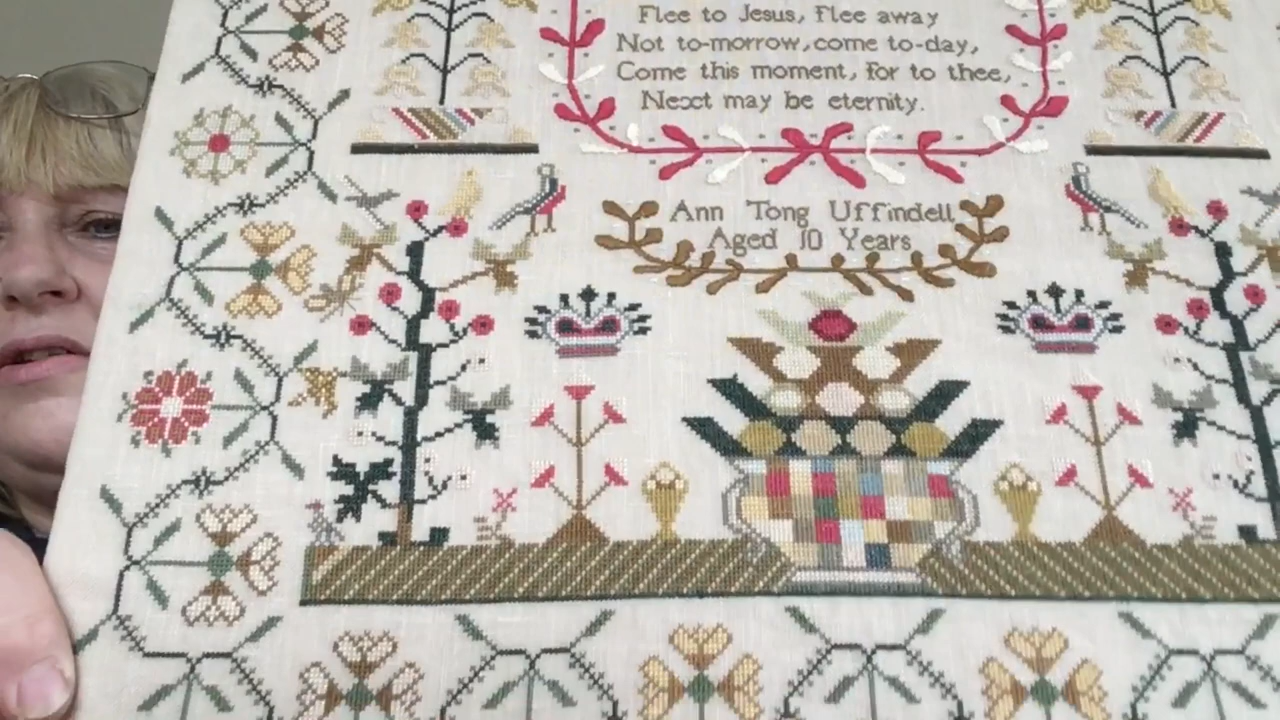 Flee to Jesus, flee away
Not to-morrow, come to-day,
Come this moment, for to thee,
Next may be eternity.
Ann Tong Uffindell
Aged 10 Years